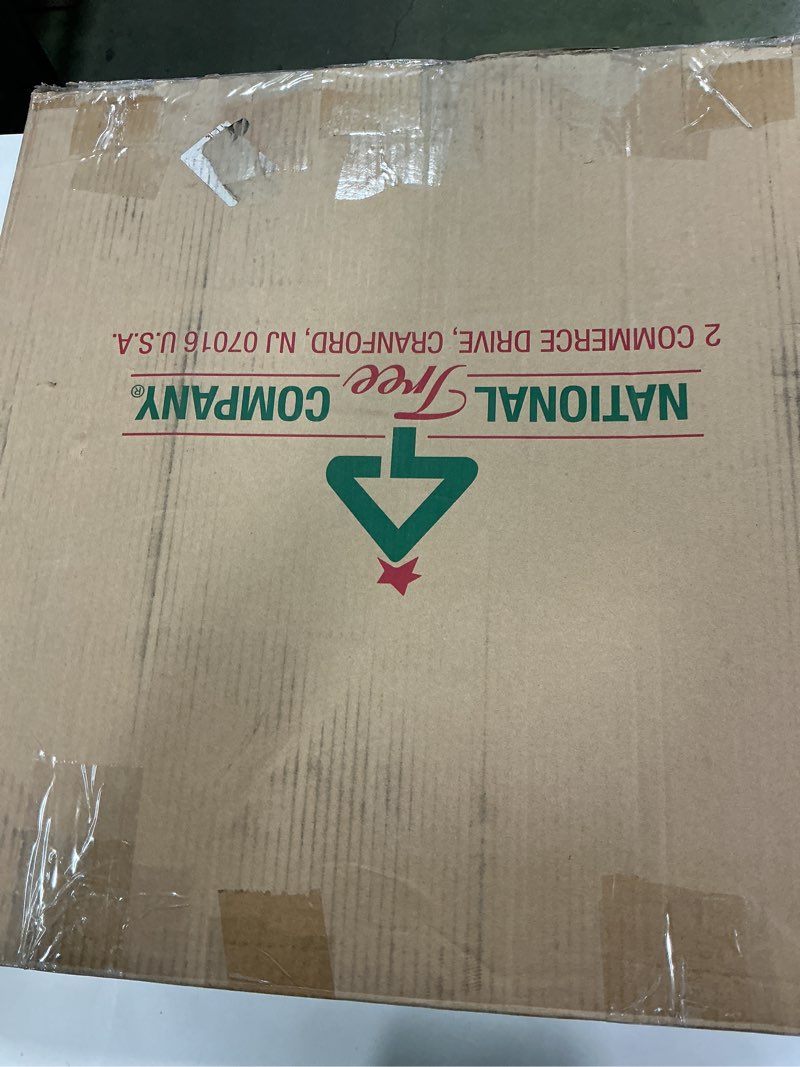 NATIONAL Tree COMPANY®
2 COMMERCE DRIVE, CRANFORD, NJ 07016 U.S.A.